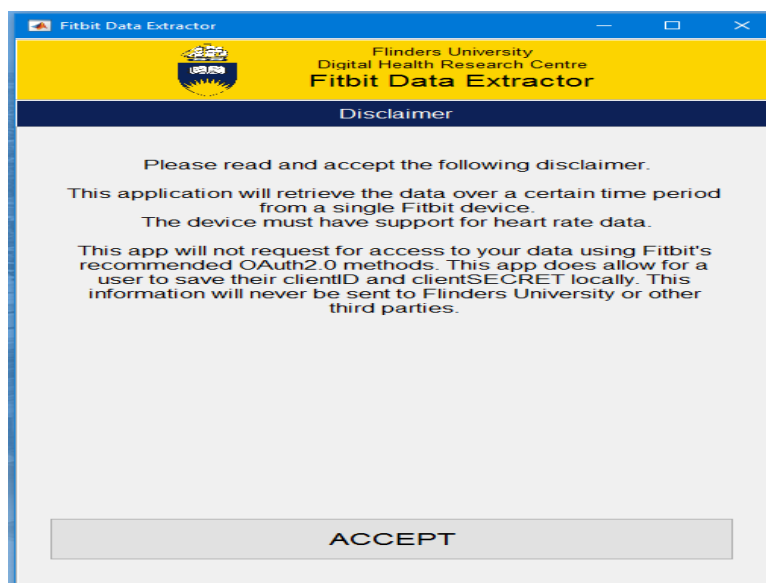 Fitbit Data Extractor
Flinders University
Digital Health Research Centre
Fitbit Data Extractor
Disclaimer
Please read and accept the following disclaimer.
This application will retrieve the data over a certain time period
from a single Fitbit device.
The device must have support for heart rate data.
This app will not request for access to your data using Fitbit's
recommended OAuth2.0 methods. This app does allow for a
user to save their clientID and clientSECRET locally. This
information will never be sent to Flinders University or other
third parties.
ACCEPT